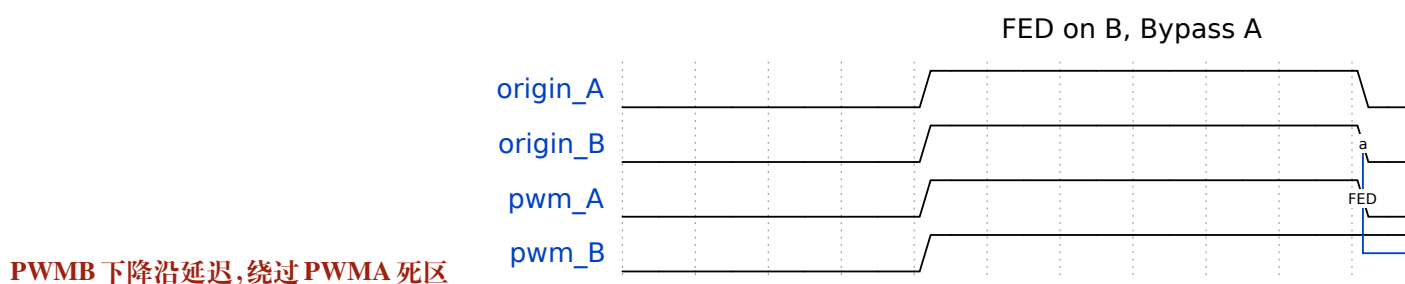 FED on B, Bypass A
origin_A
origin_B
a
pwm_A
FED
pwm_B
PWMB 下降沿延迟，绕过 PWMA 死区